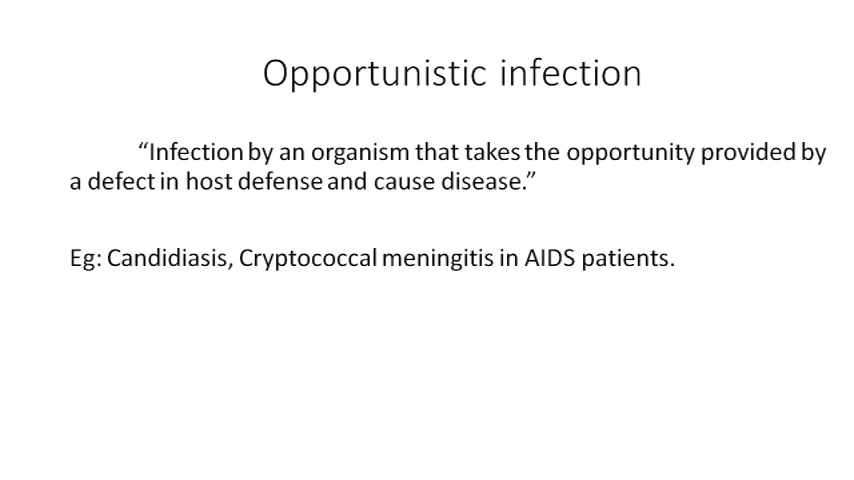 Opportunistic infection
“Infection by an organism that takes the opportunity provided by
a defect in host defense and cause disease.”
Eg: Candidiasis, Cryptococcal meningitis in AIDS patients.